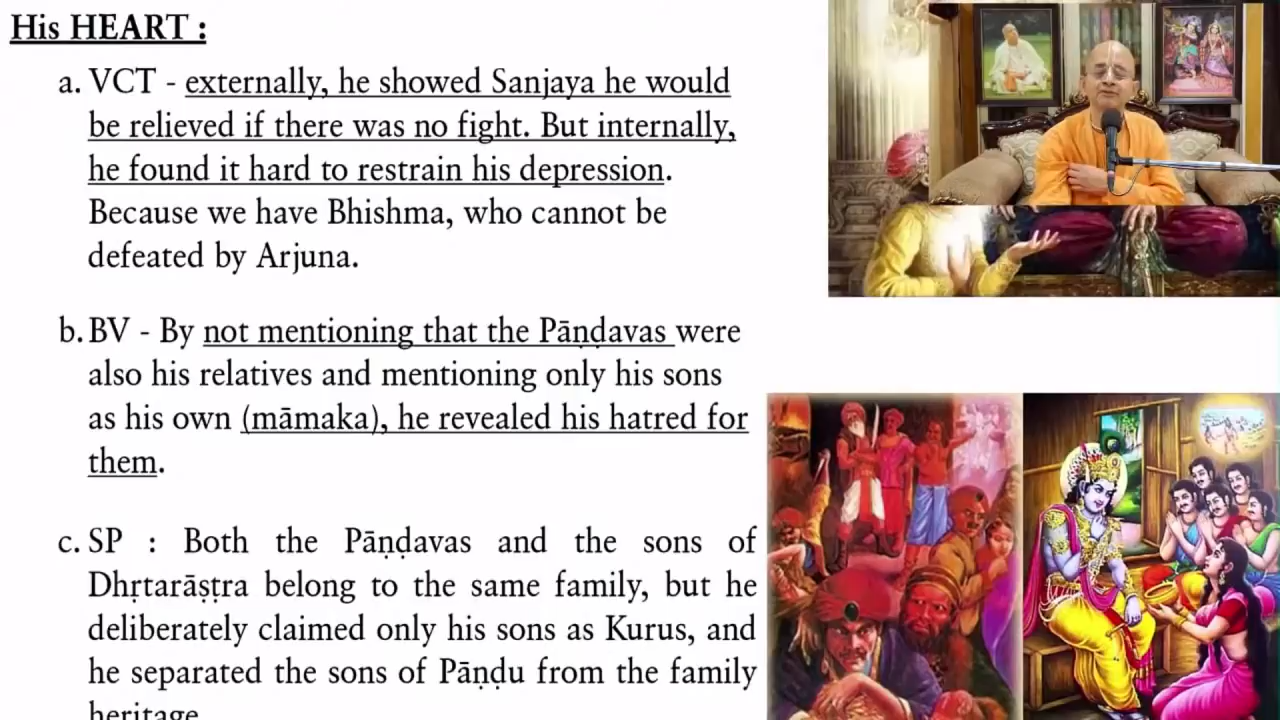 His HEART :
a. VCT - externally, he showed Sanjaya he would
be relieved if there was no fight. But internally,
he found it hard to restrain his depression.
Because we have Bhishma, who cannot be
defeated by Arjuna.
b. BV - By not mentioning that the Pāṇḍavas were
also his relatives and mentioning only his sons
as his own (māmaka), he revealed his hatred for
them.
c. SP : Both the Pāṇḍavas and the sons of
Dhṛtarāṣṭra belong to the same family, but he
deliberately claimed only his sons as Kurus, and
he separated the sons of Pāṇḍu from the family
heritage